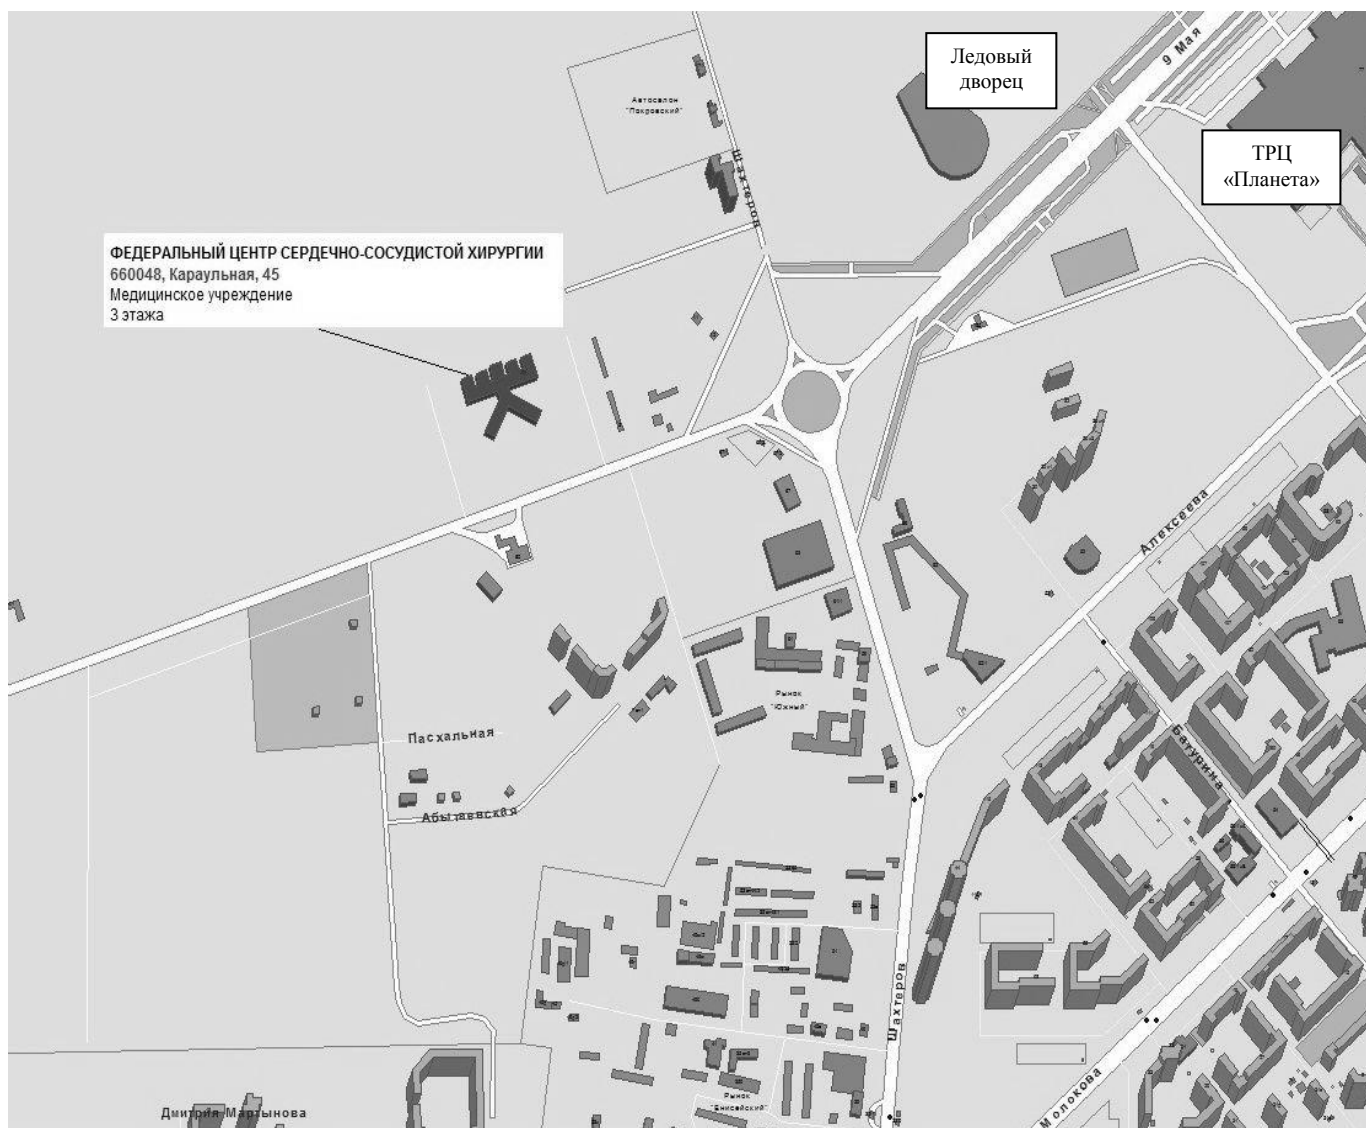 9 Мая
Ледовый
дворец
Автосалон
"Покровский"
ТРЦ
«Планета»
Шахтеров
ФЕДЕРАЛЬНЫЙ ЦЕНТР СЕРДЕЧНО-СОСУДИСТОЙ ХИРУРГИИ
660048, Караульная, 45
Медицинское учреждение
3 этажа
Алексеева
Рынок
"Южный"
Пасхальная
Батурина
Абытаевская
Шахтеров
Молокова
Рынок
"Енисейский"
Дмитрия Мартынова